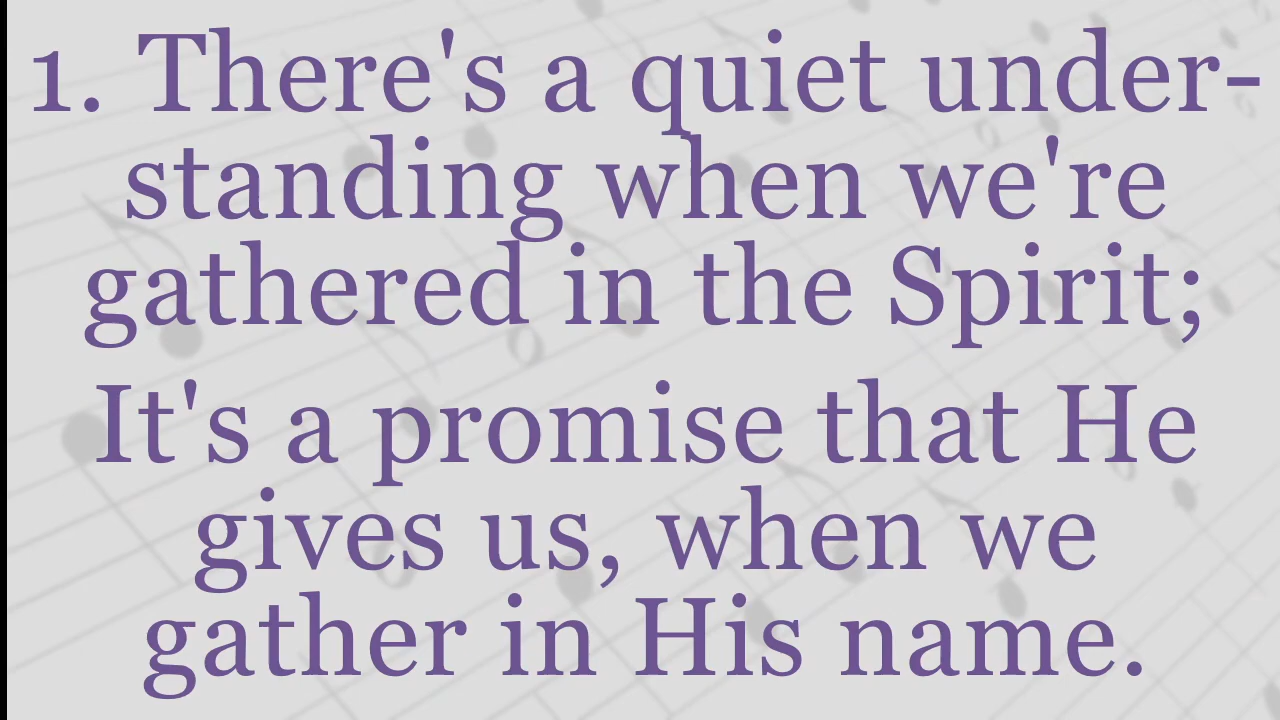 1. There's a quiet under-
standing when we're
gathered in the Spirit;
It's a promise that He
gives us, when we
gather in His name.